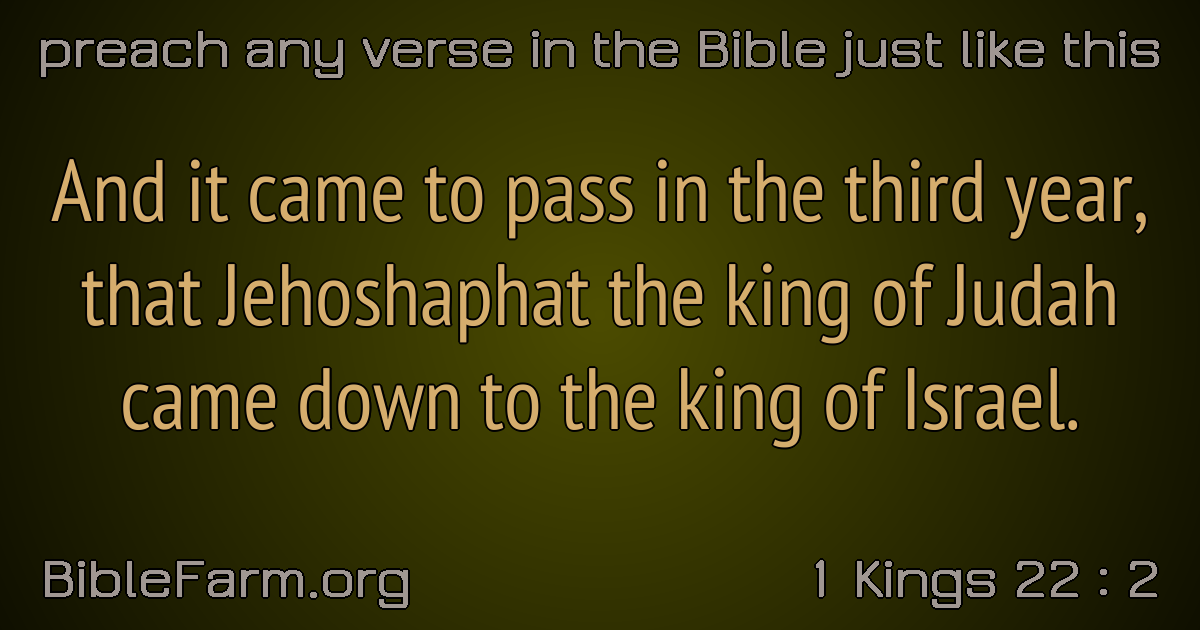 preach any verse in the Bible just like this
And it came to pass in the third year,
that Jehoshaphat the king of Judah
came down to the king of Israel.
BibleFarm.org
1 Kings 22 : 2